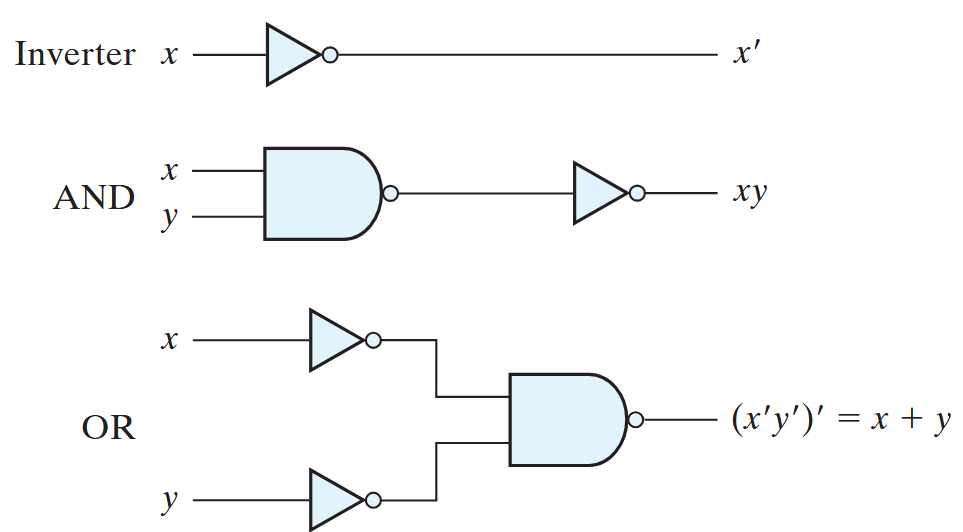 Inverter x x′
x
AND xy
y
x
OR (x′y′)′ = x + y
y